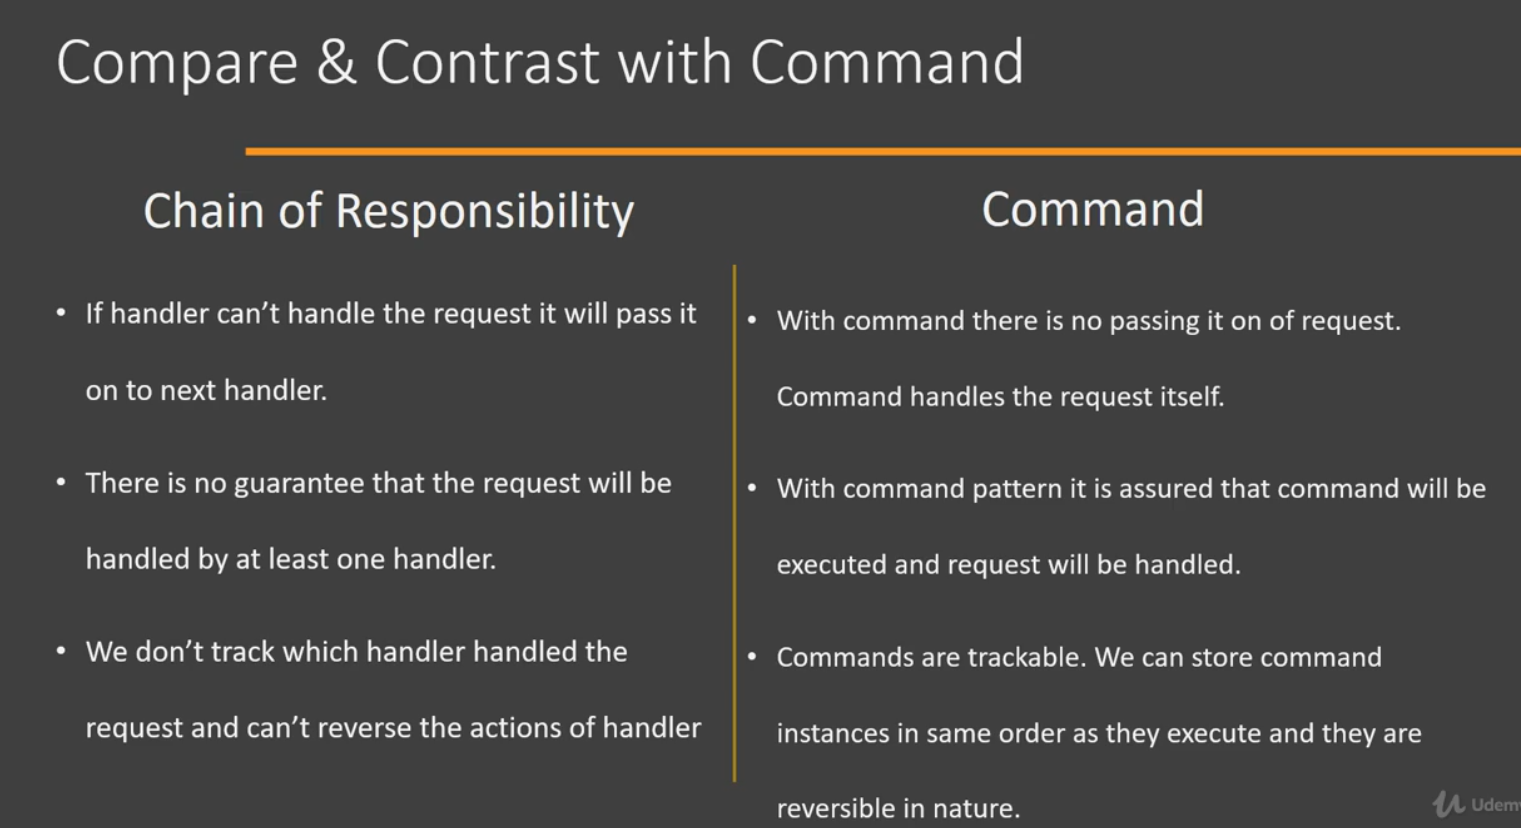 Compare & Contrast with Command
Chain of Responsibility
• If handler can’t handle the request it will pass it
on to next handler.
• There is no guarantee that the request will be
handled by at least one handler.
• We don’t track which handler handled the
request and can’t reverse the actions of handler
Command
• With command there is no passing it on of request.
Command handles the request itself.
• With command pattern it is assured that command will be
executed and request will be handled.
• Commands are trackable. We can store command
instances in same order as they execute and they are
reversible in nature.
Udemy